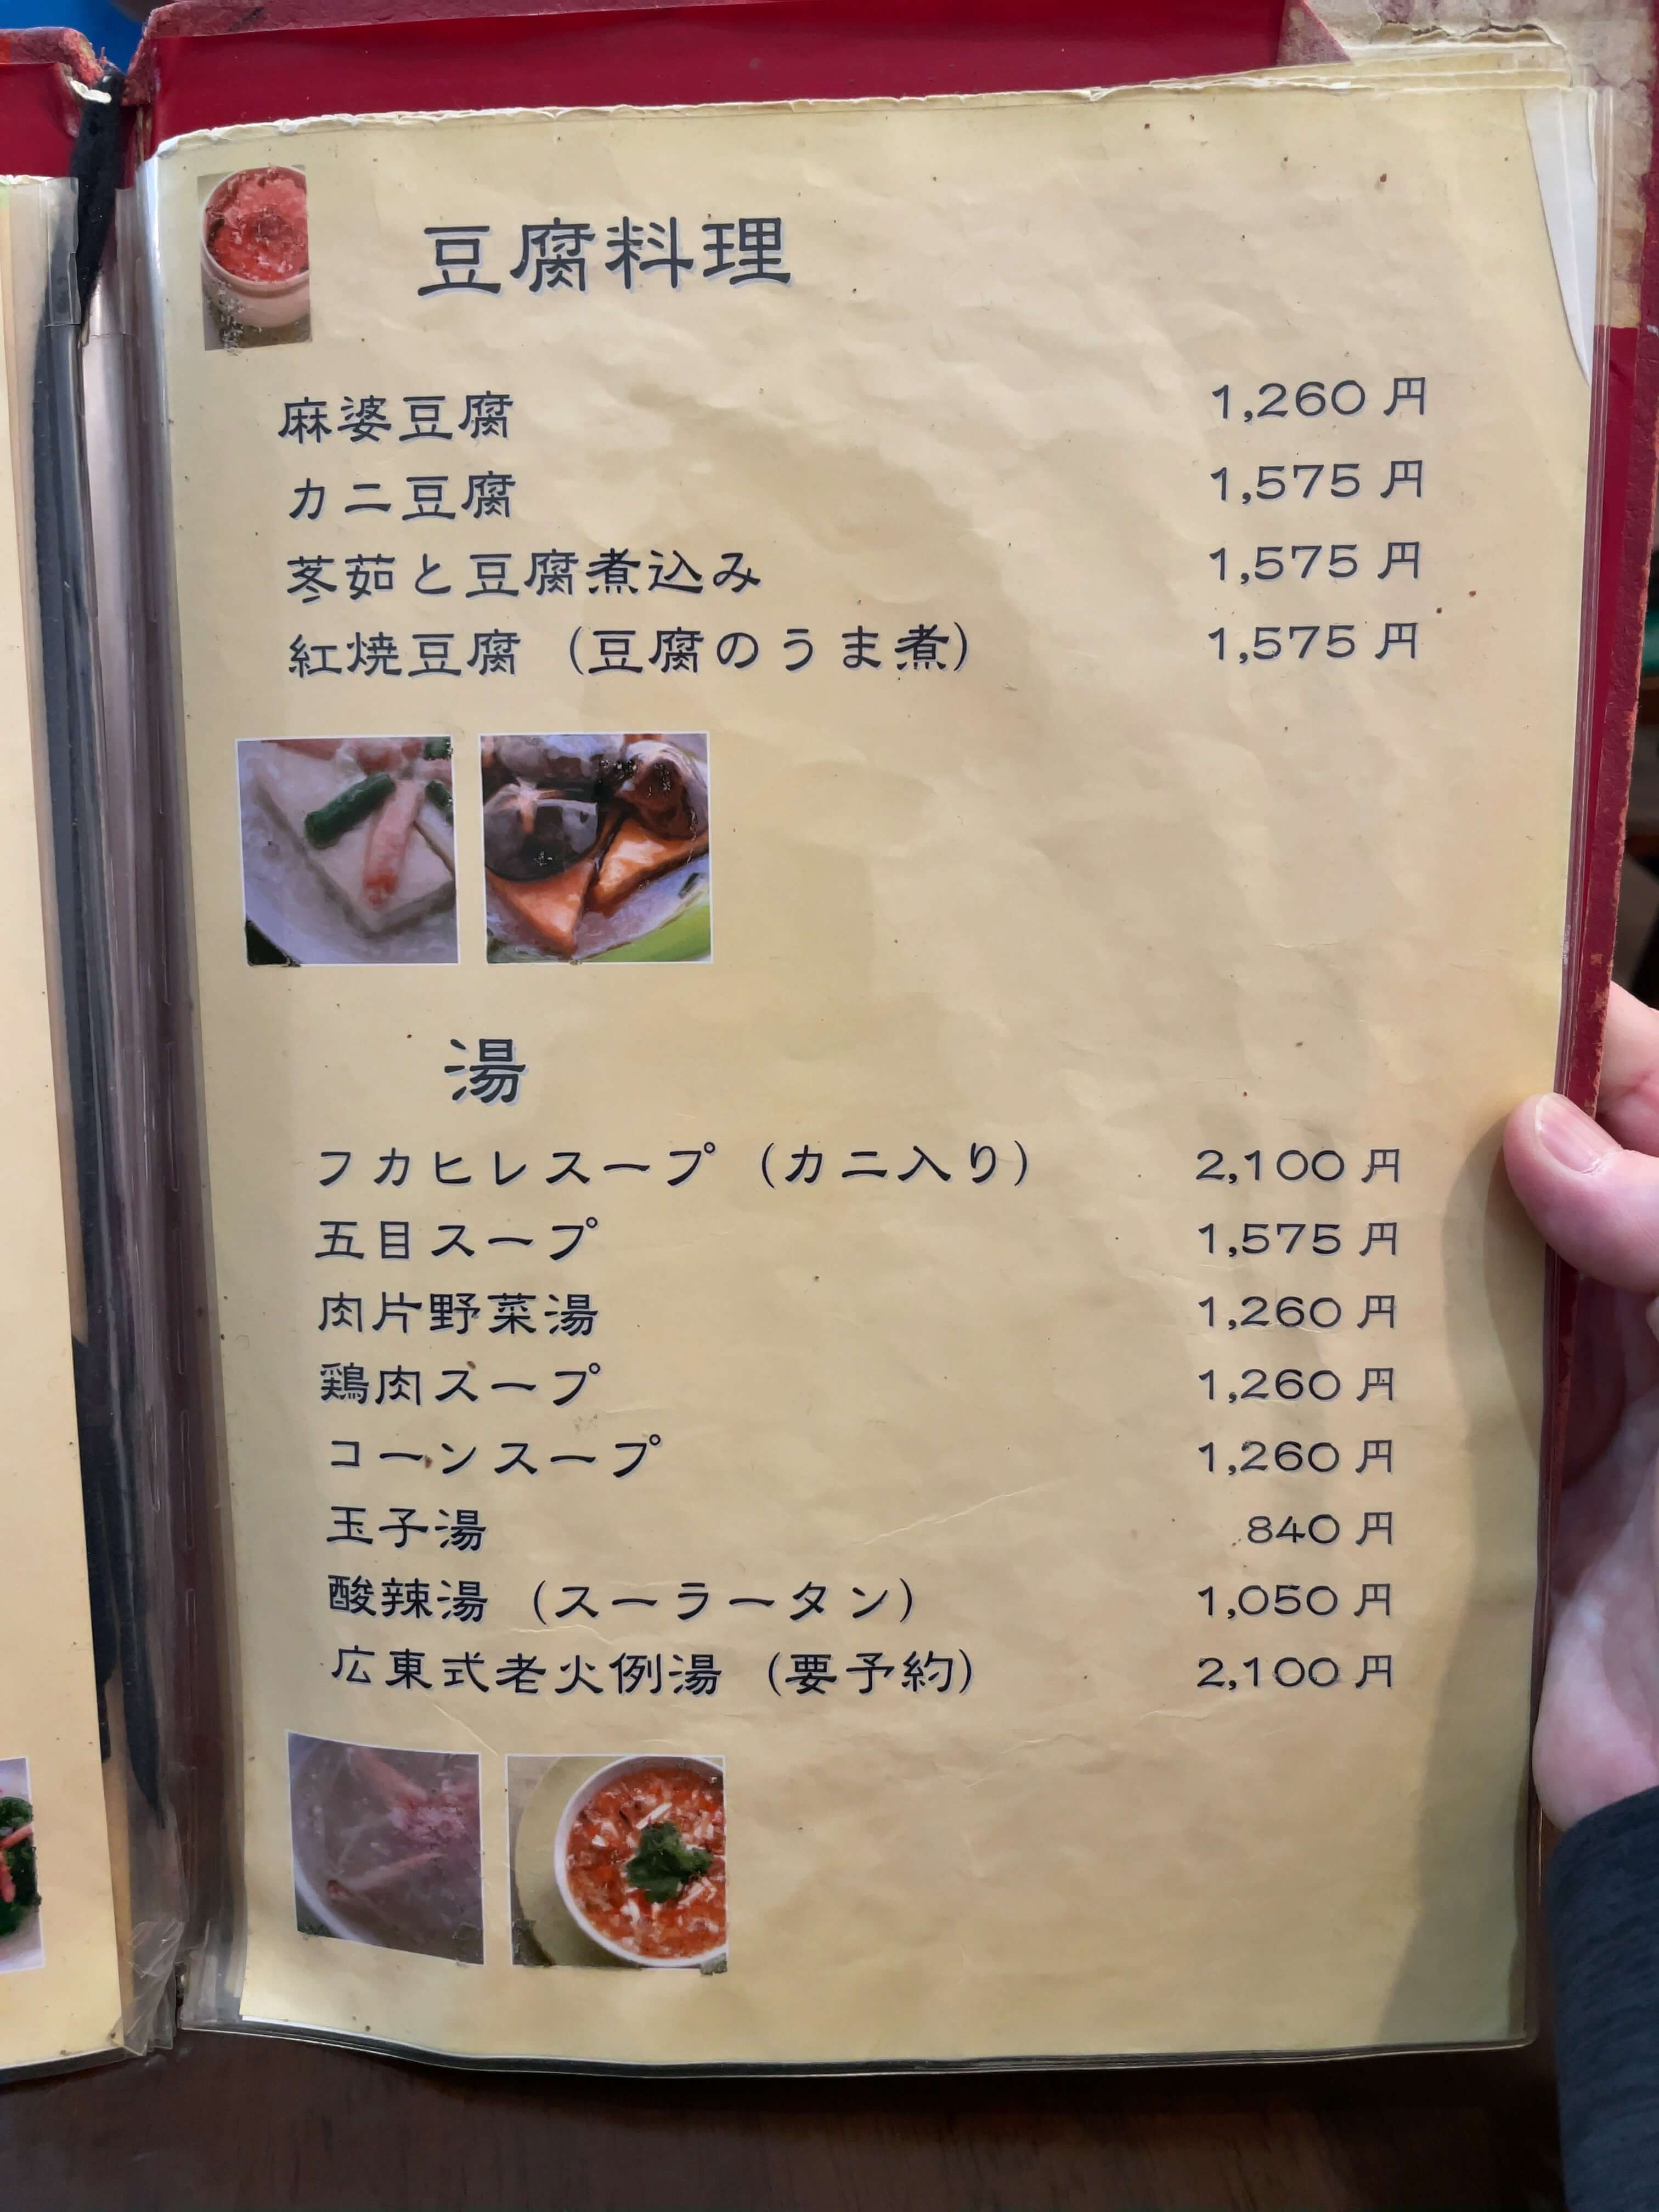 豆腐料理
麻婆豆腐 1,260 円
カニ豆腐 1,575 円
苳茹と豆腐煮込み 1,575 円
紅焼豆腐 (豆腐のうま煮) 1,575 円
湯
フカヒレスープ (カニ入り) 2,100 円
五目スープ 1,575 円
肉片野菜湯 1,260 円
鶏肉スープ 1,260 円
コーンスープ 1,260 円
玉子湯 840 円
酸辣湯 (スーラータン) 1,050 円
広東式老火例湯 (要予約) 2,100 円